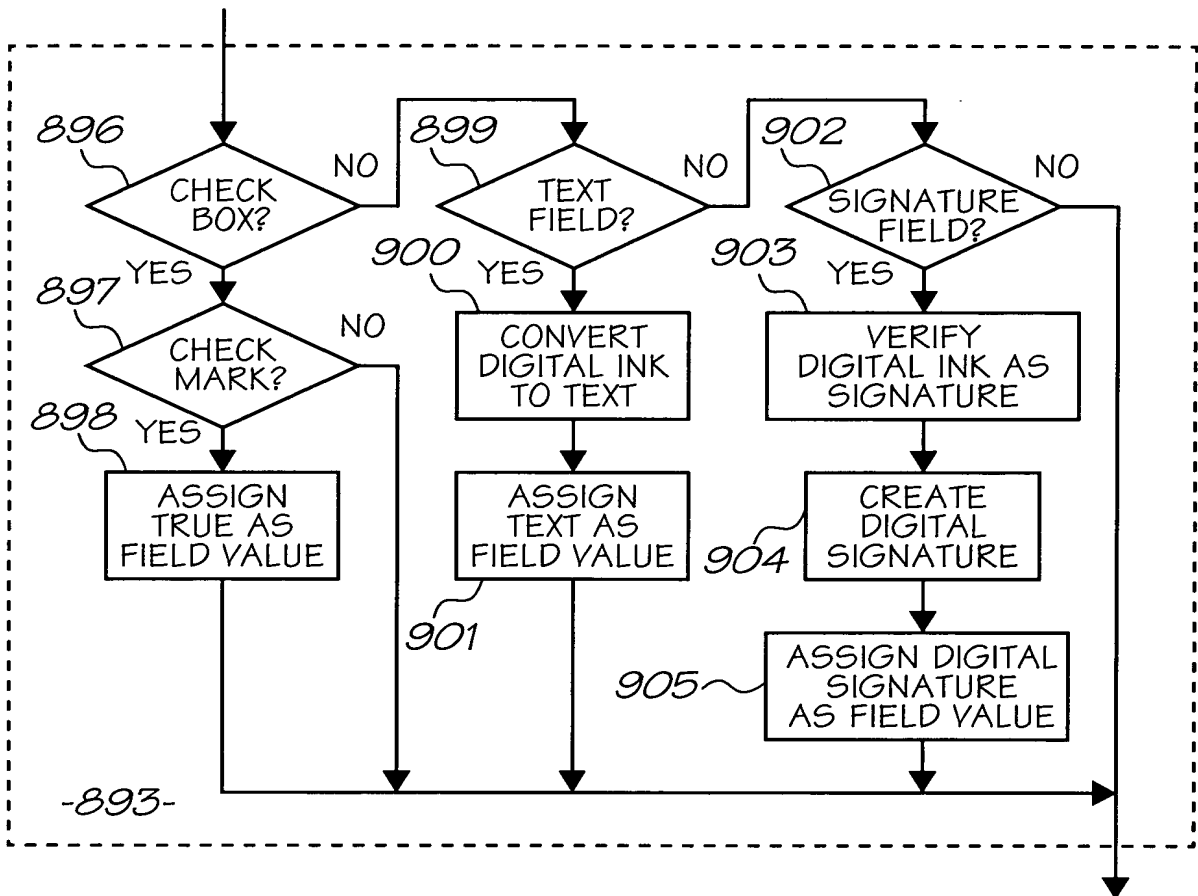 896
CHECK
BOX?
NO
YES
897
CHECK
MARK?
NO
YES
898
ASSIGN
TRUE AS
FIELD VALUE
899
TEXT
FIELD?
NO
YES
900
CONVERT
DIGITAL INK
TO TEXT
ASSIGN
TEXT AS
FIELD VALUE
901
902
SIGNATURE
FIELD?
NO
YES
903
VERIFY
DIGITAL INK AS
SIGNATURE
CREATE
DIGITAL
SIGNATURE
904
ASSIGN DIGITAL
SIGNATURE
AS FIELD VALUE
905
-893-